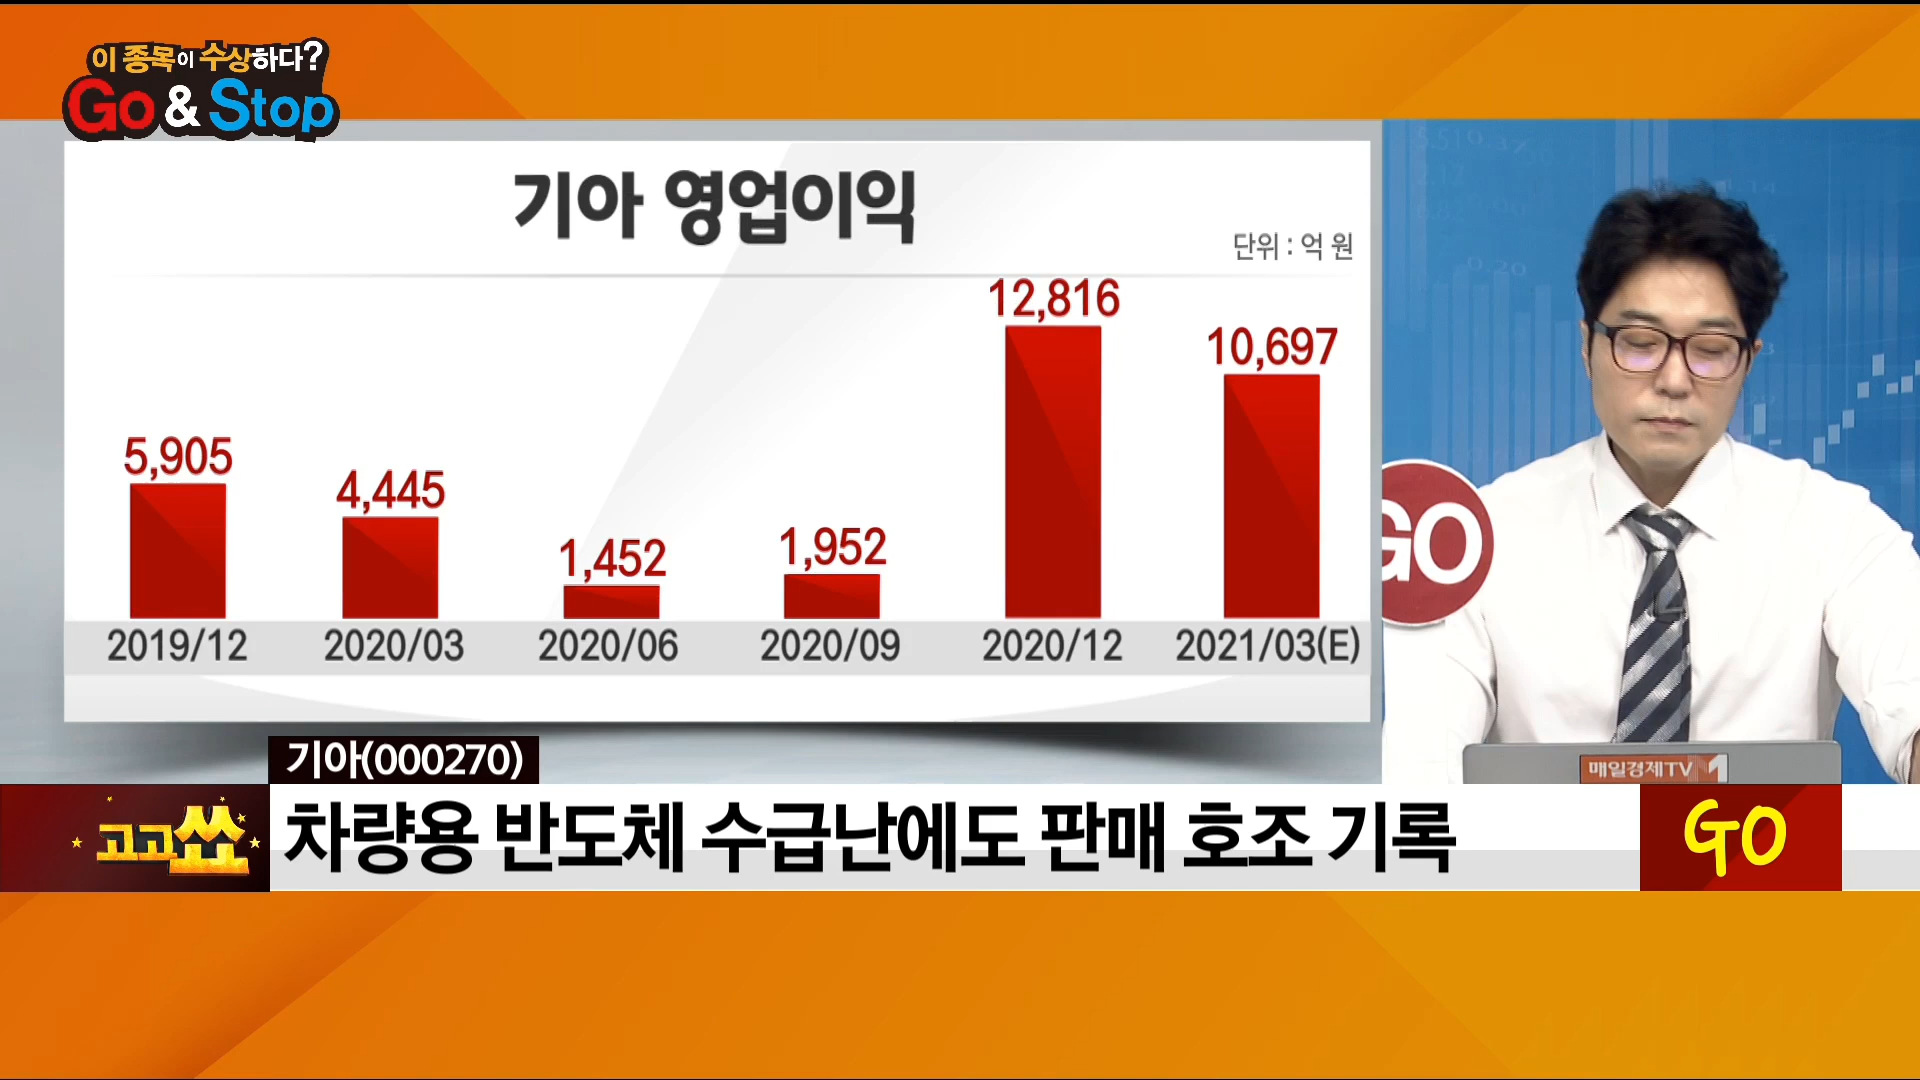 이 종목이 수상하다?
Go & Stop
기아 영업이익
단위 : 억 원
5,905
4,445
1,452
1,952
12,816
10,697
2019/12
2020/03
2020/06
2020/09
2020/12
2021/03(E)
GO
매일경제TV
기아(000270)
고고쑈
차량용 반도체 수급난에도 판매 호조 기록
GO